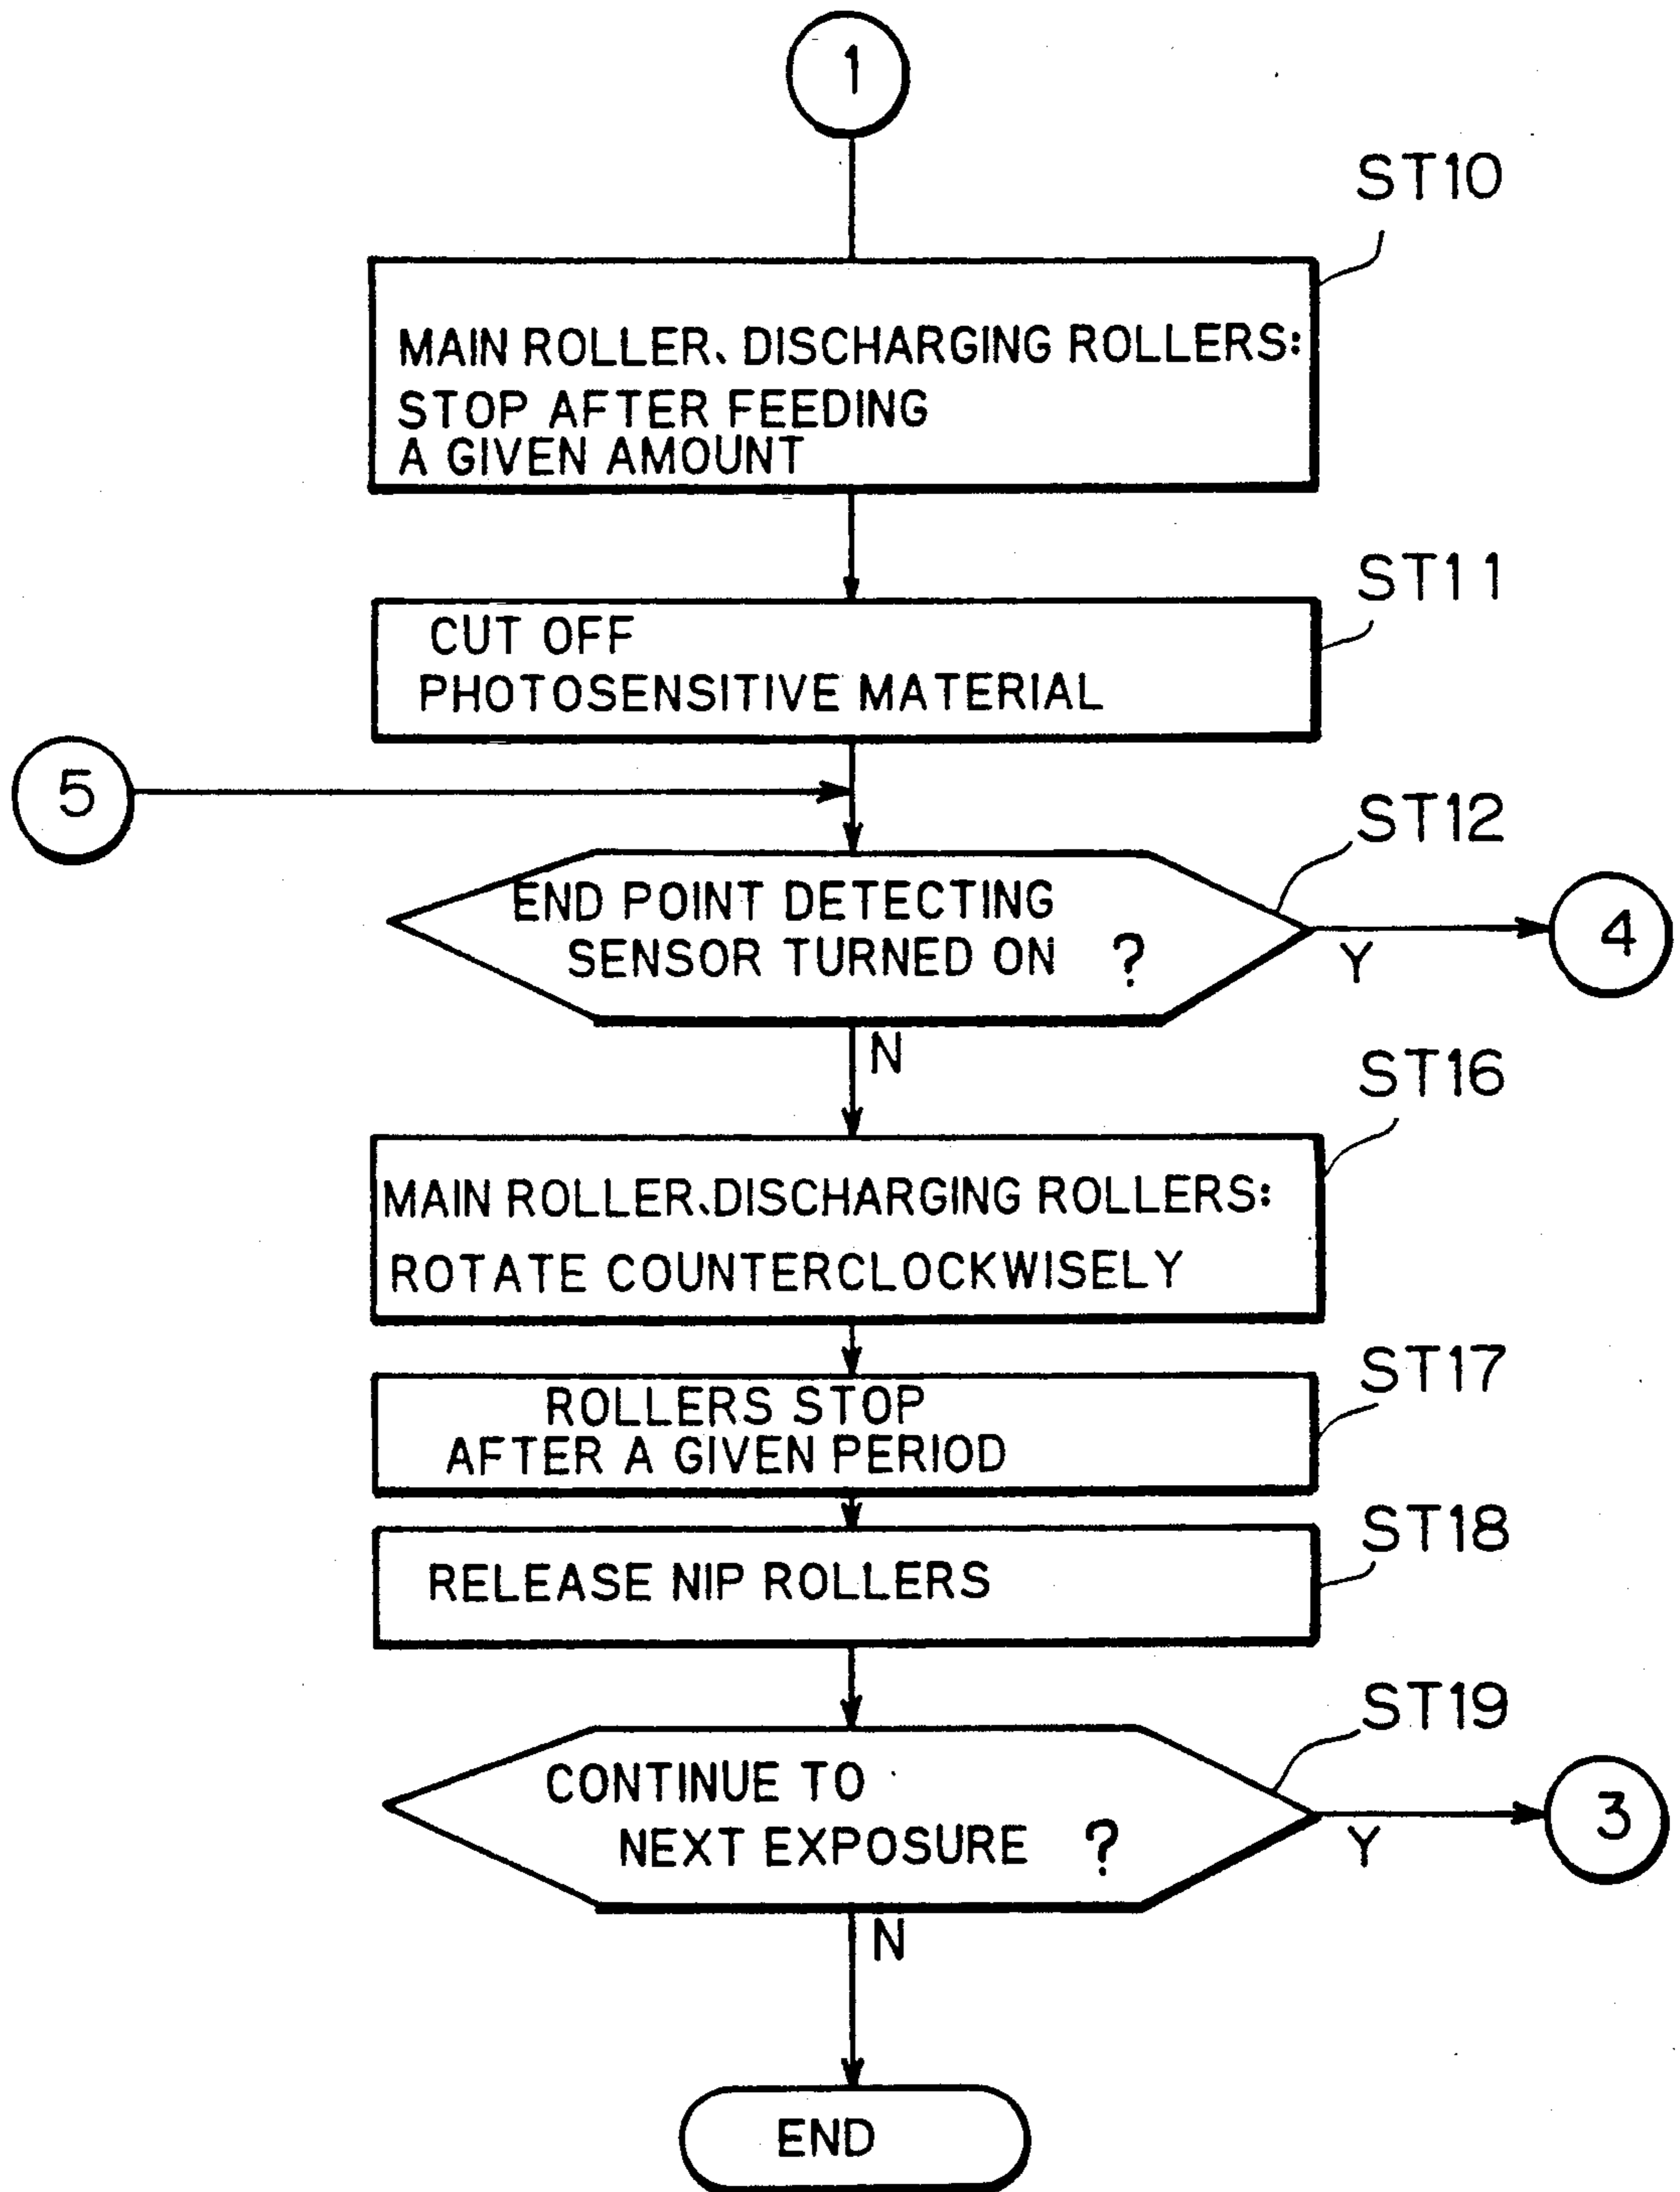 1
ST10
MAIN ROLLER、DISCHARGING ROLLERS:
STOP AFTER FEEDING
A GIVEN AMOUNT
ST11
CUT OFF
PHOTOSENSITIVE MATERIAL
5
ST12
END POINT DETECTING
SENSOR TURNED ON ?
Y
4
N
ST16
MAIN ROLLER、DISCHARGING ROLLERS:
ROTATE COUNTERCLOCKWISELY
ST17
ROLLERS STOP
AFTER A GIVEN PERIOD
ST18
RELEASE NIP ROLLERS
ST19
CONTINUE TO
NEXT EXPOSURE ?
Y
3
N
END